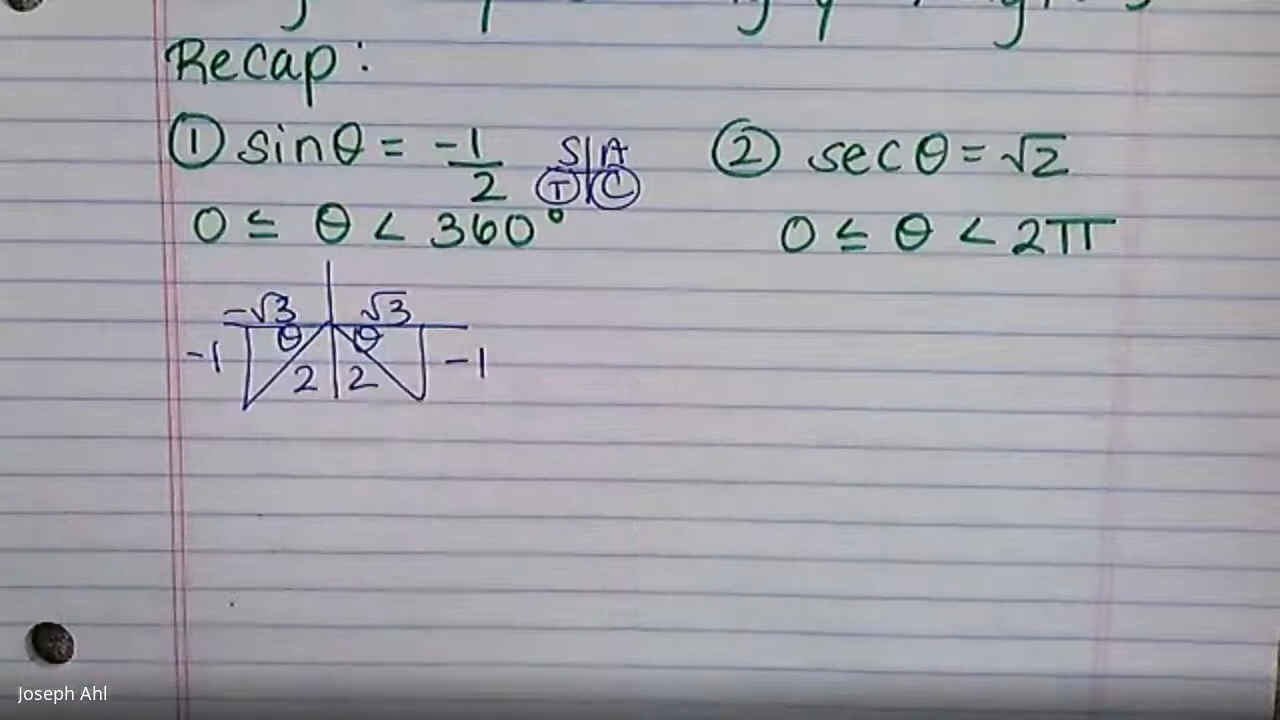 Recap:
① sinθ = -1/2 S A T C
0 ≤ θ < 360°
② secθ = √2
0 ≤ θ < 2π
-√3 √3
θ θ
-1 2 2 -1
Joseph Ahl